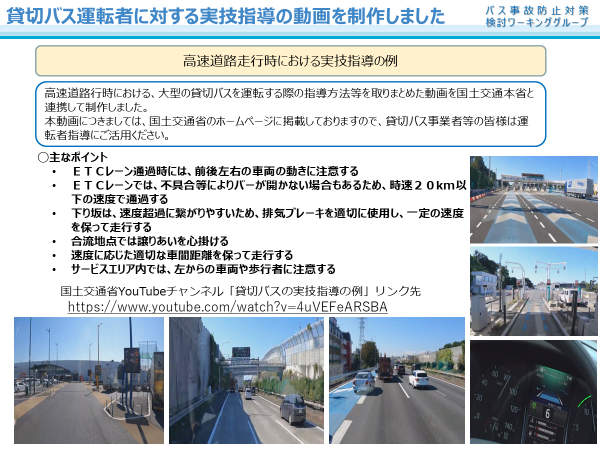 貸切バス運転者に対する実技指導の動画を制作しました
バス事故防止対策
検討ワーキンググループ
高速道路走行時における実技指導の例
高速道路行時における、大型の貸切バスを運転する際の指導方法等を取りまとめた動画を国土交通本省と
連携して制作しました。
本動画につきましては、国土交通省のホームページに掲載しておりますので、貸切バス事業者等の皆様は運
転者指導にご活用ください。
○主なポイント
• ＥＴＣレーン通過時には、前後左右の車両の動きに注意する
• ＥＴＣレーンでは、不具合等によりバーが開かない場合もあるため、時速２０km以
下の速度で通過する
• 下り坂は、速度超過に繋がりやすいため、排気ブレーキを適切に使用し、一定の速度
を保って走行する
• 合流地点では譲りあいを心掛ける
• 速度に応じた適切な車間距離を保って走行する
• サービスエリア内では、左からの車両や歩行者に注意する
国土交通省YouTubeチャンネル「貸切バスの実技指導の例」リンク先
https://www.youtube.com/watch?v=4uVEFeARSBA
6